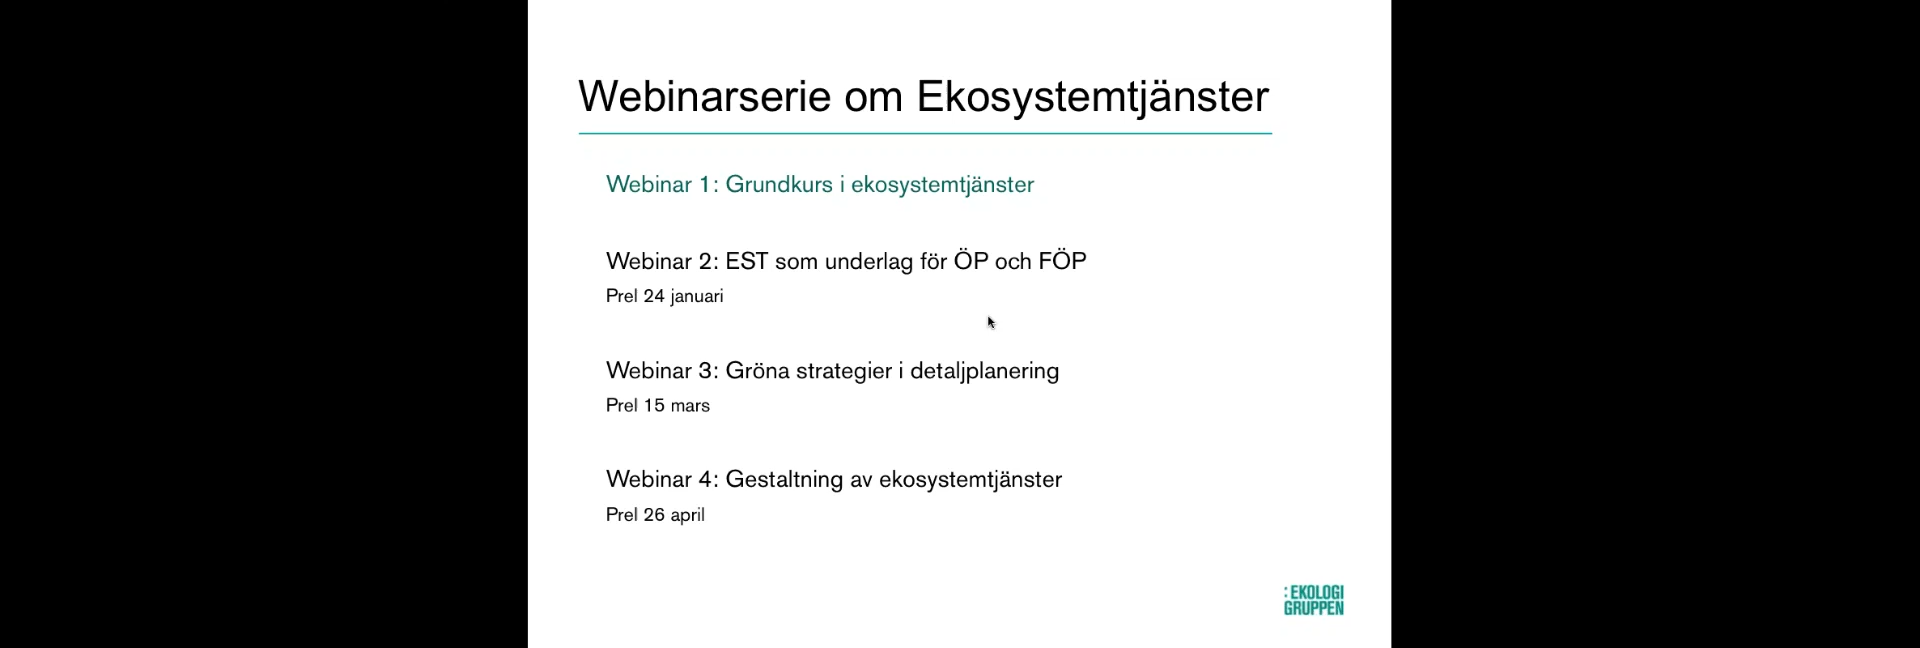 Webinarserie om Ekosystemtjänster
Webinar 1: Grundkurs i ekosystemtjänster
Webinar 2: EST som underlag för ÖP och FÖP
Prel 24 januari
Webinar 3: Gröna strategier i detaljplanering
Prel 15 mars
Webinar 4: Gestaltning av ekosystemtjänster
Prel 26 april
:EKOLOGI
GRUPPEN